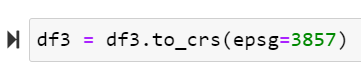 df3 = df3.to_crs(epsg=3857)